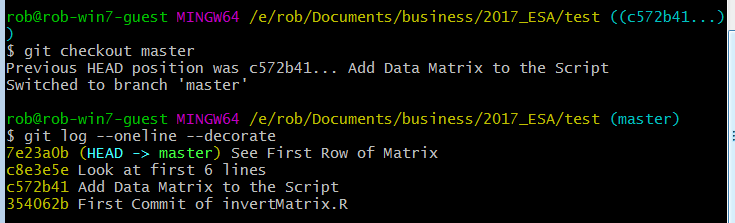 rob@rob-win7-guest MINGW64 /e/rob/Documents/business/2017_ESA/test ((c572b41...)
)
$ git checkout master
Previous HEAD position was c572b41... Add Data Matrix to the Script
Switched to branch 'master'
rob@rob-win7-guest MINGW64 /e/rob/Documents/business/2017_ESA/test (master)
$ git log --oneline --decorate
7e23a0b (HEAD -> master) See First Row of Matrix
c8e3e5e Look at first 6 lines
c572b41 Add Data Matrix to the Script
354062b First Commit of invertMatrix.R